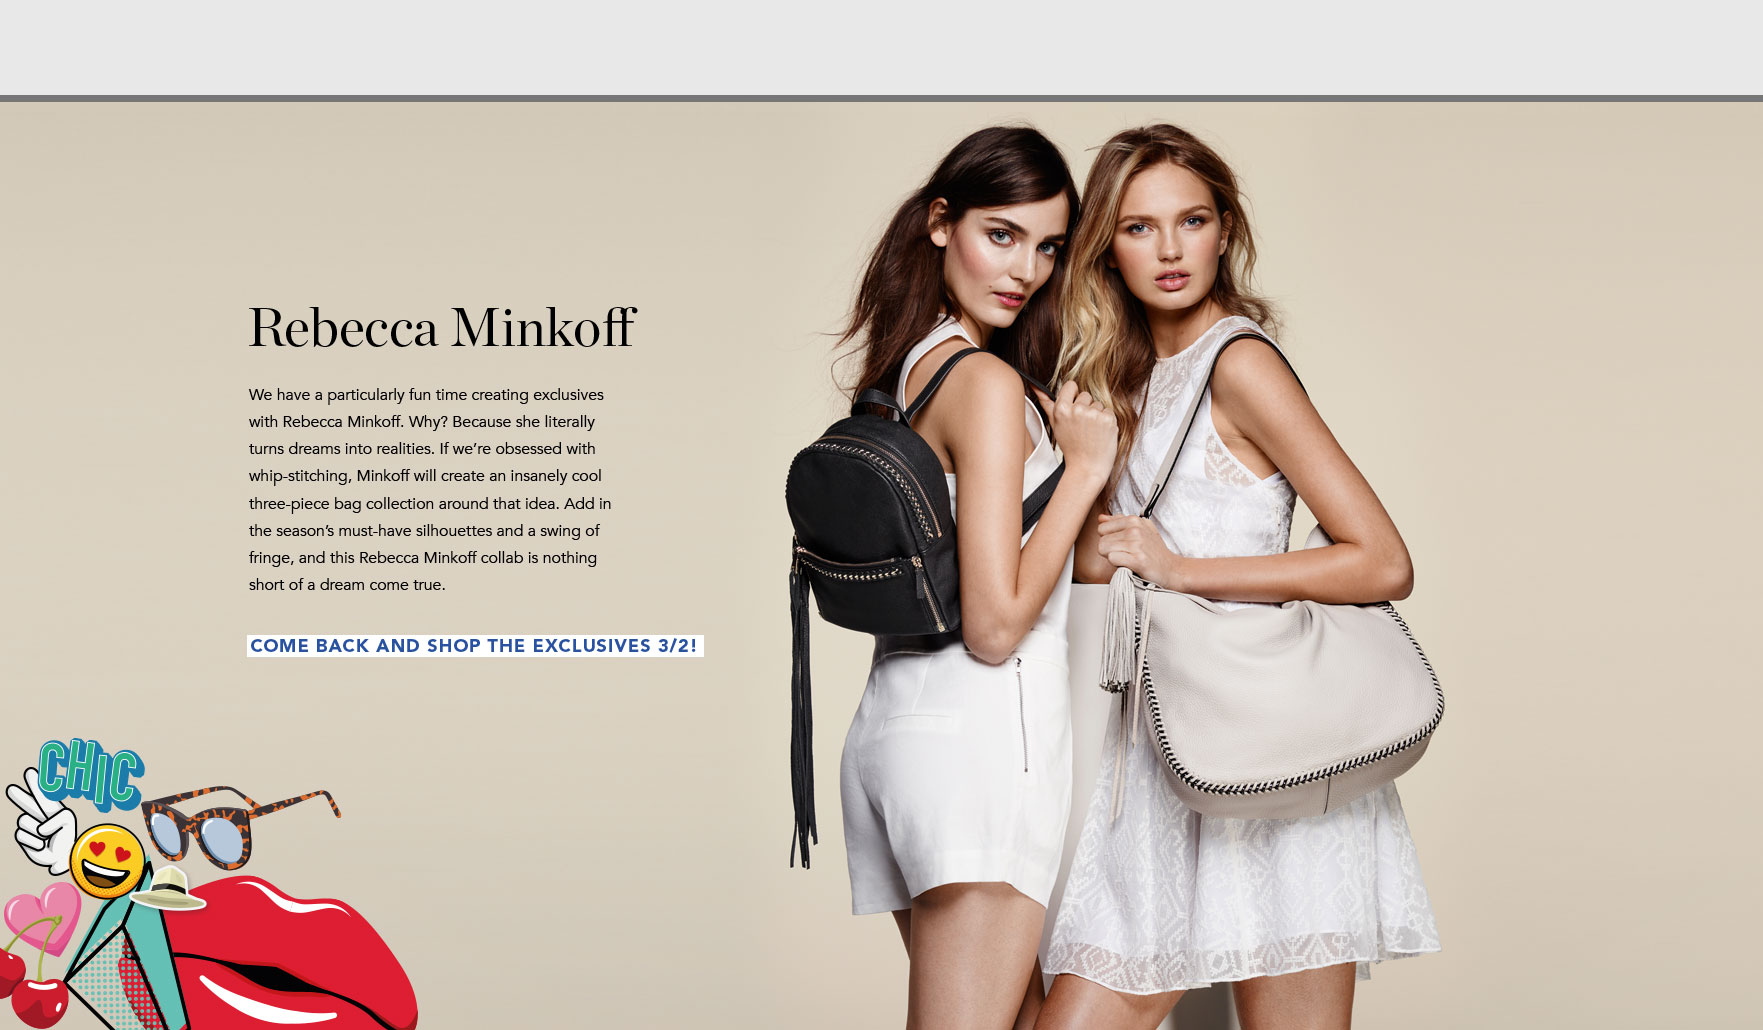 Rebecca Minkoff
We have a particularly fun time creating exclusives
with Rebecca Minkoff. Why? Because she literally
turns dreams into realities. If we’re obsessed with
whip-stitching, Minkoff will create an insanely cool
three-piece bag collection around that idea. Add in
the season’s must-have silhouettes and a swing of
fringe, and this Rebecca Minkoff collab is nothing
short of a dream come true.
COME BACK AND SHOP THE EXCLUSIVES 3/2!
CHIC